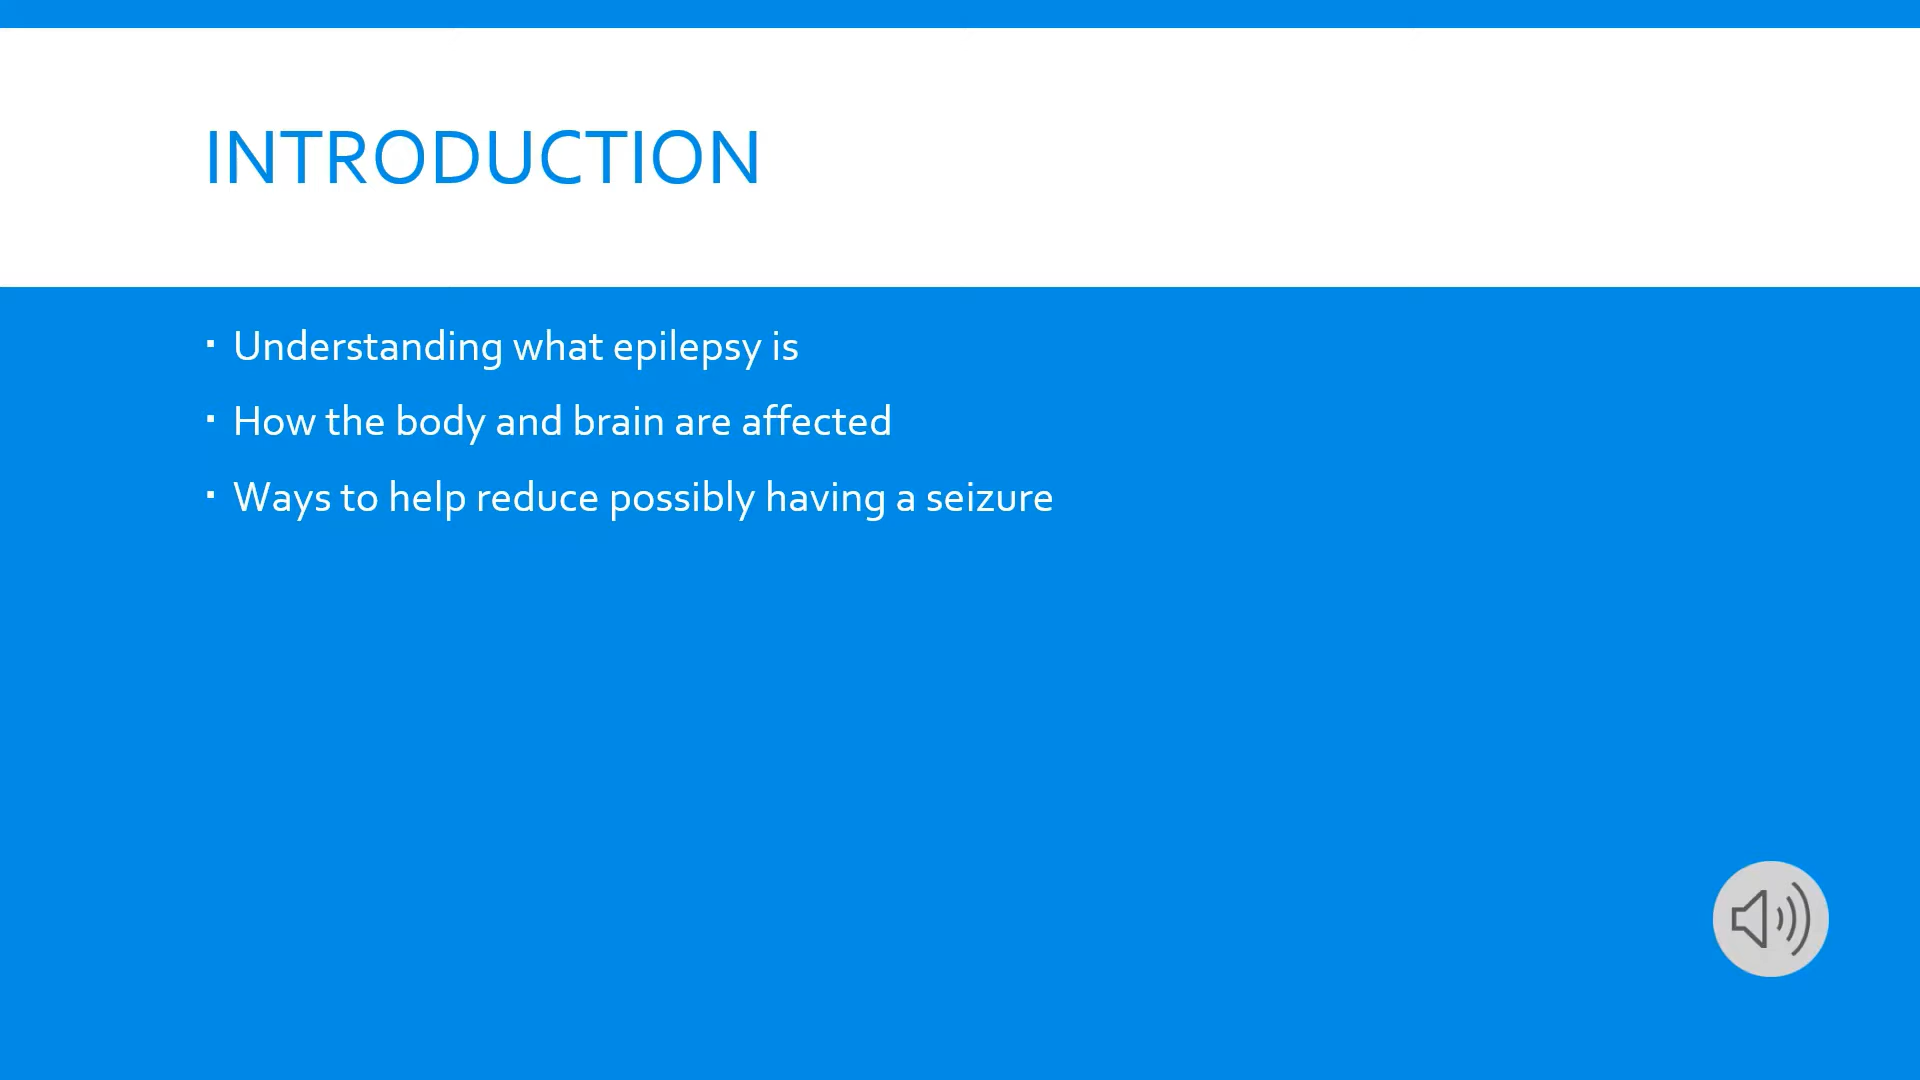 INTRODUCTION
▪ Understanding what epilepsy is
▪ How the body and brain are affected
▪ Ways to help reduce possibly having a seizure